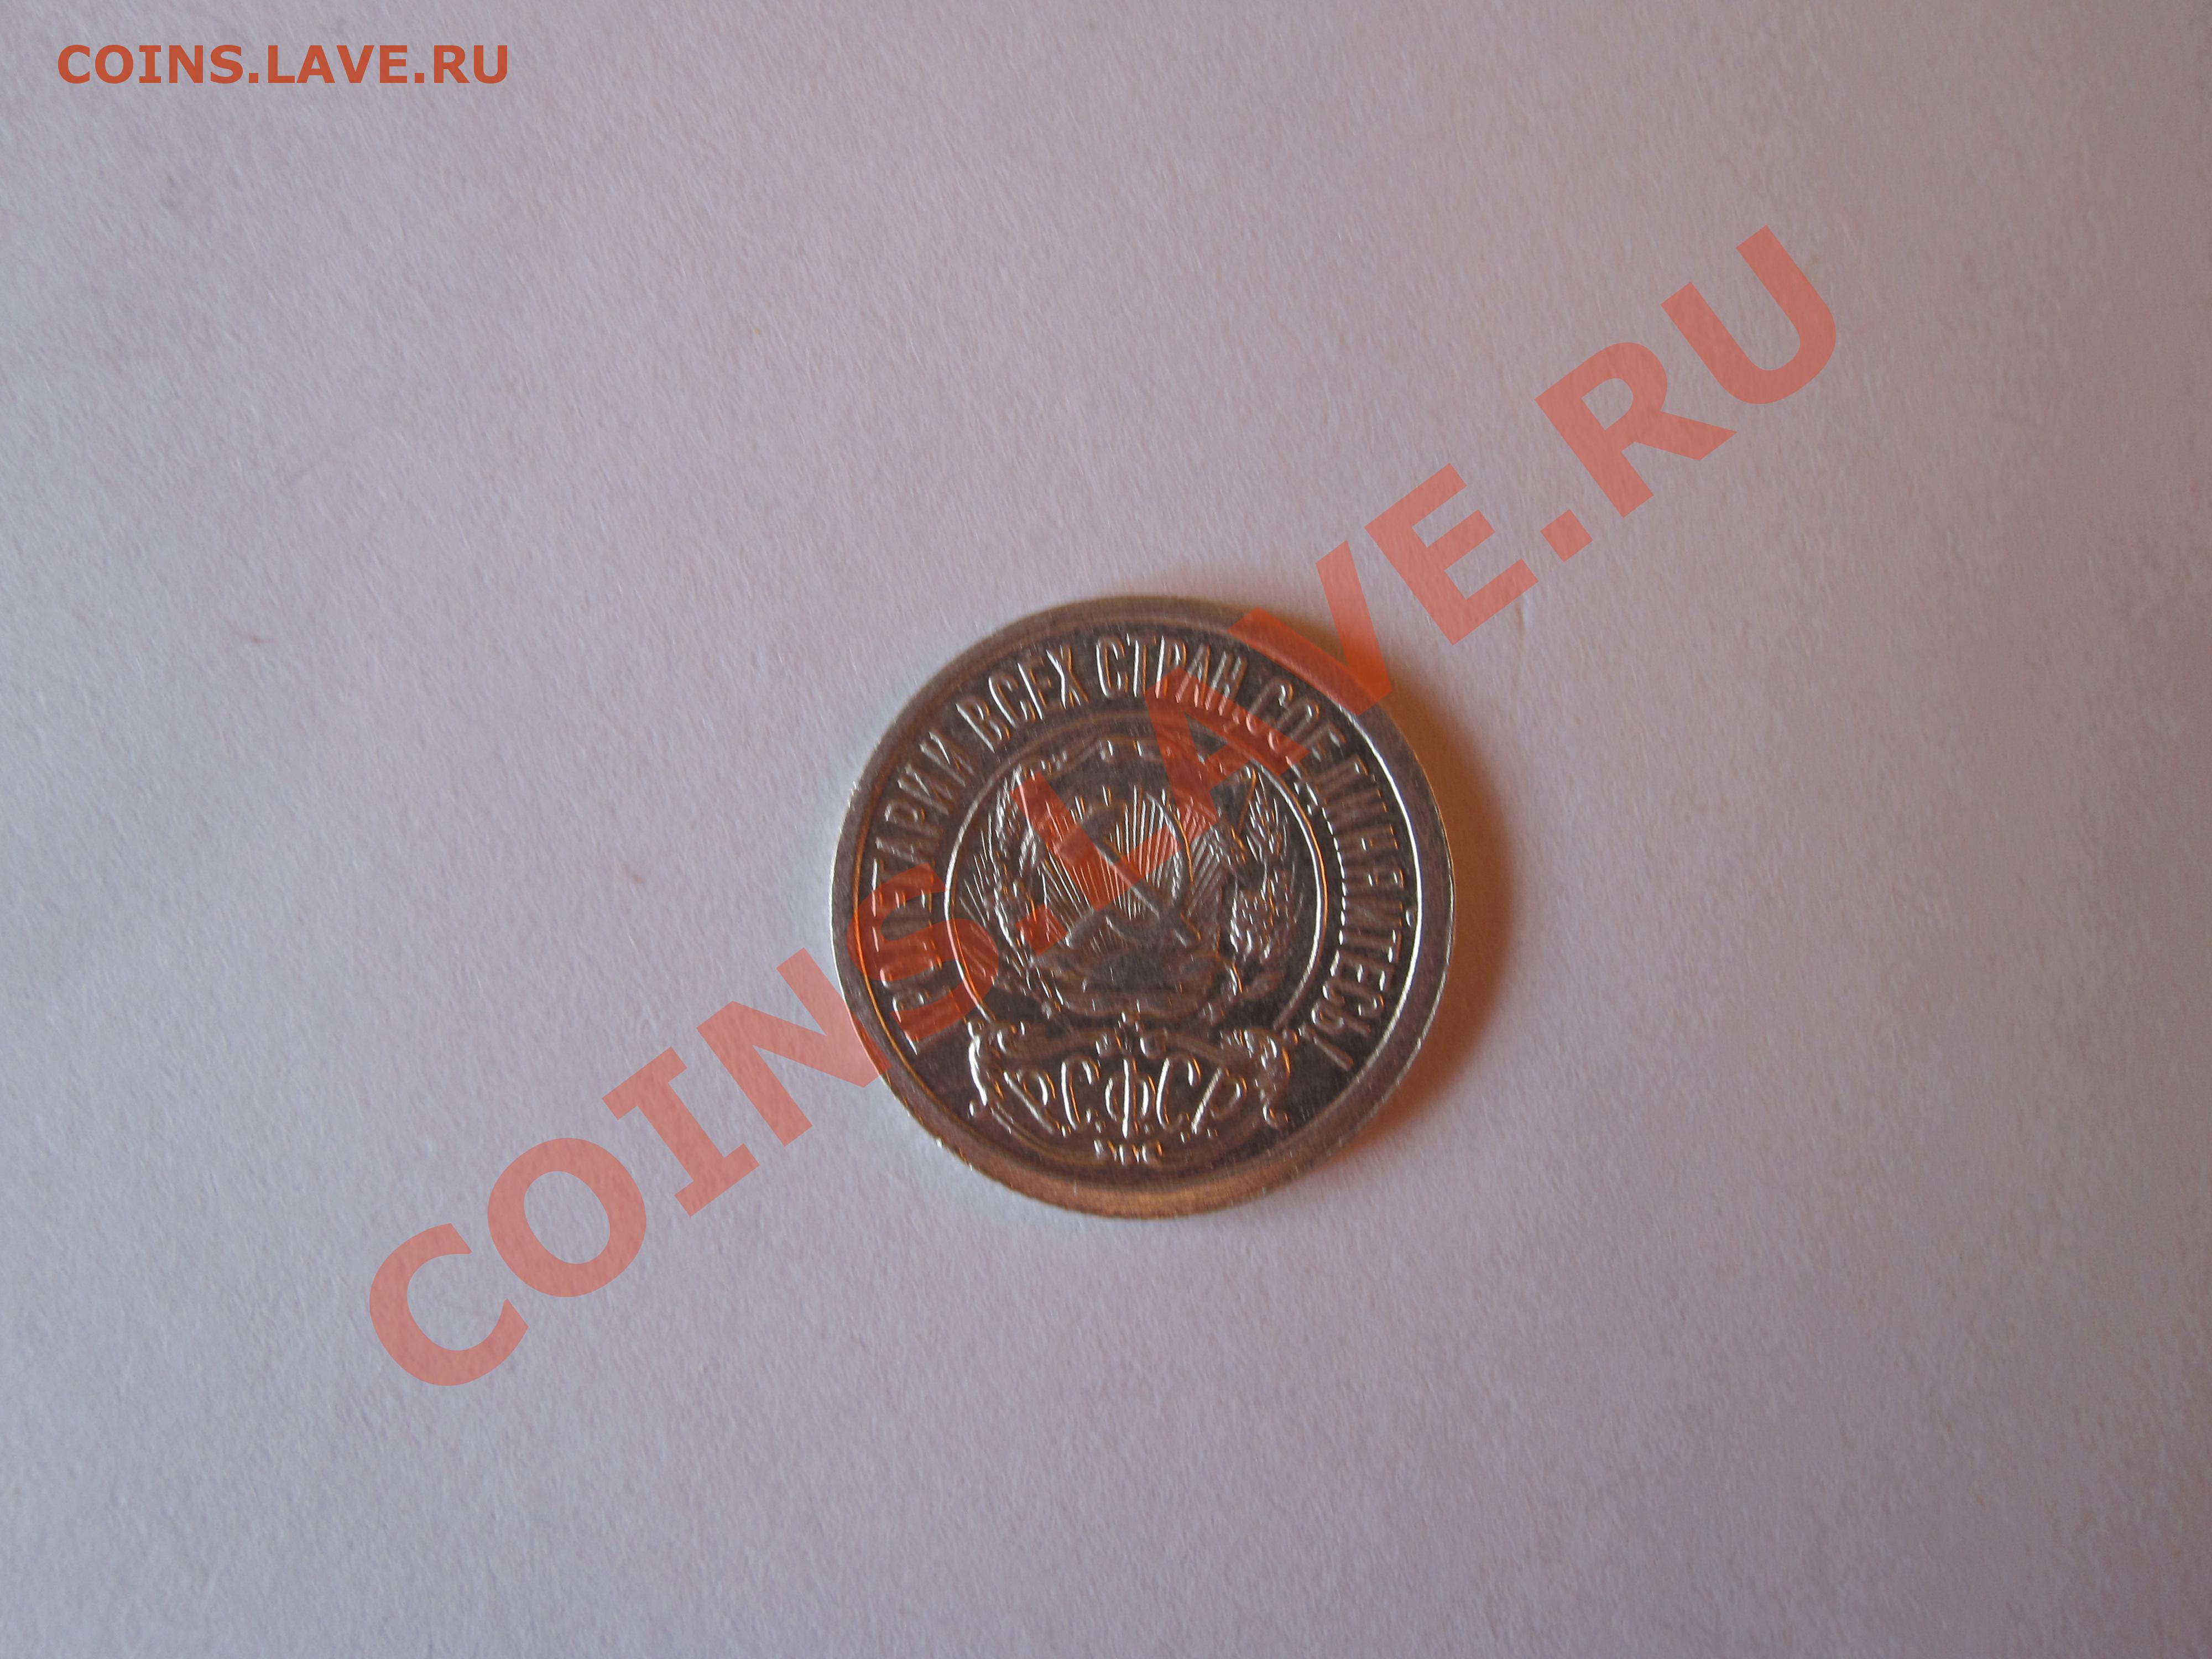 COINS.LAVE.RU
COINS.LAVE.RU
ПРОЛЕТАРИИ ВСЕХ СТРАН, СОЕДИНЯЙТЕСЬ!
Р.С.Ф.С.Р.